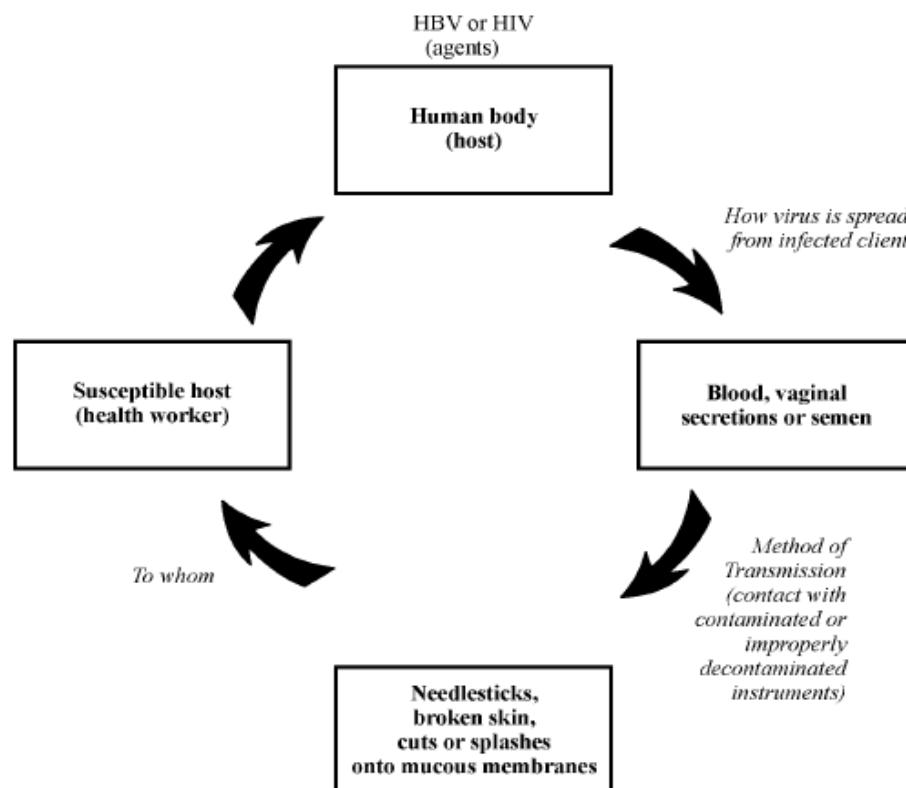 HBV or HIV
(agents)
Human body
(host)
How virus is spread
from infected client
Susceptible host
(health worker)
Blood, vaginal
secretions or semen
To whom
Method of
Transmission
(contact with
contaminated or
improperly
decontaminated
instruments)
Needlesticks,
broken skin,
cuts or splashes
onto mucous membranes